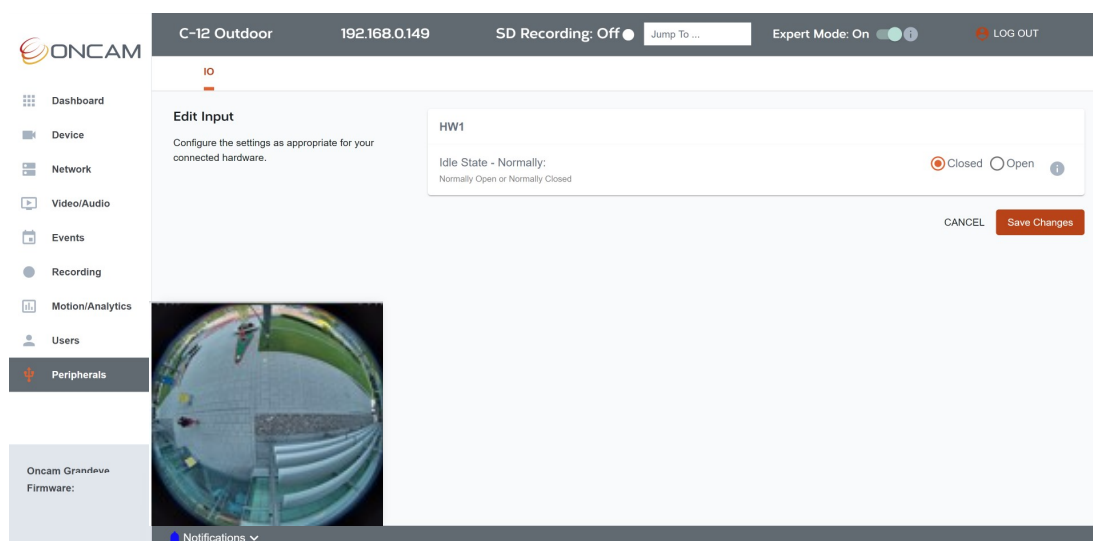 ONCAM
C-12 Outdoor 192.168.0.149 SD Recording: Off Jump To ... Expert Mode: On LOG OUT
IO
Dashboard
Device
Network
Video/Audio
Events
Recording
Motion/Analytics
Users
Peripherals
Oncam Grandeye
Firmware:
Edit Input
Configure the settings as appropriate for your
connected hardware.
HW1
Idle State - Normally:
Normally Open or Normally Closed
Closed Open
CANCEL Save Changes
Notifications